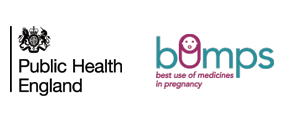 Public Health
England
bumps
best use of medicines
in pregnancy